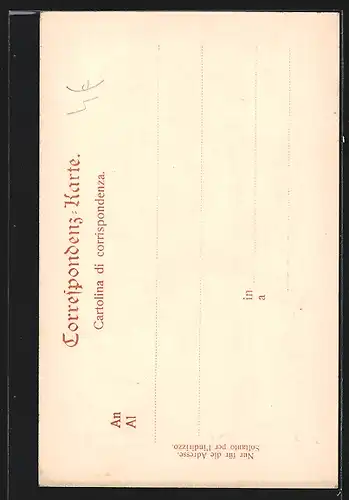 Correſpondenz-Karte.
Cartolina di corrispondenza.
An
Al
in
a
Nur für die Adresse.
Soltanto per l'indirizzo.